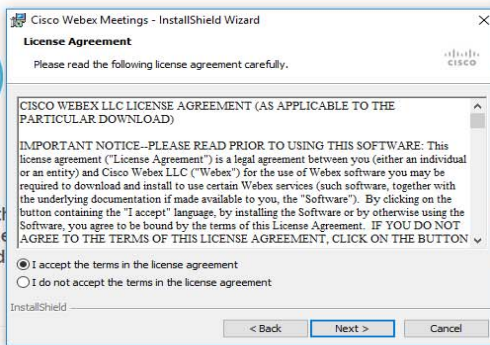 Cisco Webex Meetings - InstallShield Wizard
License Agreement
Please read the following license agreement carefully.
CISCO
CISCO WEBEX LLC LICENSE AGREEMENT (AS APPLICABLE TO THE
PARTICULAR DOWNLOAD)
IMPORTANT NOTICE--PLEASE READ PRIOR TO USING THIS SOFTWARE: This
license agreement ("License Agreement") is a legal agreement between you (either an individual
or an entity) and Cisco Webex LLC ("Webex") for the use of Webex software you may be
required to download and install to use certain Webex services (such software, together with
the underlying documentation if made available to you, the "Software"). By clicking on the
button containing the "I accept" language, by installing the Software or by otherwise using the
Software, you agree to be bound by the terms of this License Agreement. IF YOU DO NOT
AGREE TO THE TERMS OF THIS LICENSE AGREEMENT, CLICK ON THE BUTTON
I accept the terms in the license agreement
I do not accept the terms in the license agreement
InstallShield
< Back
Next >
Cancel